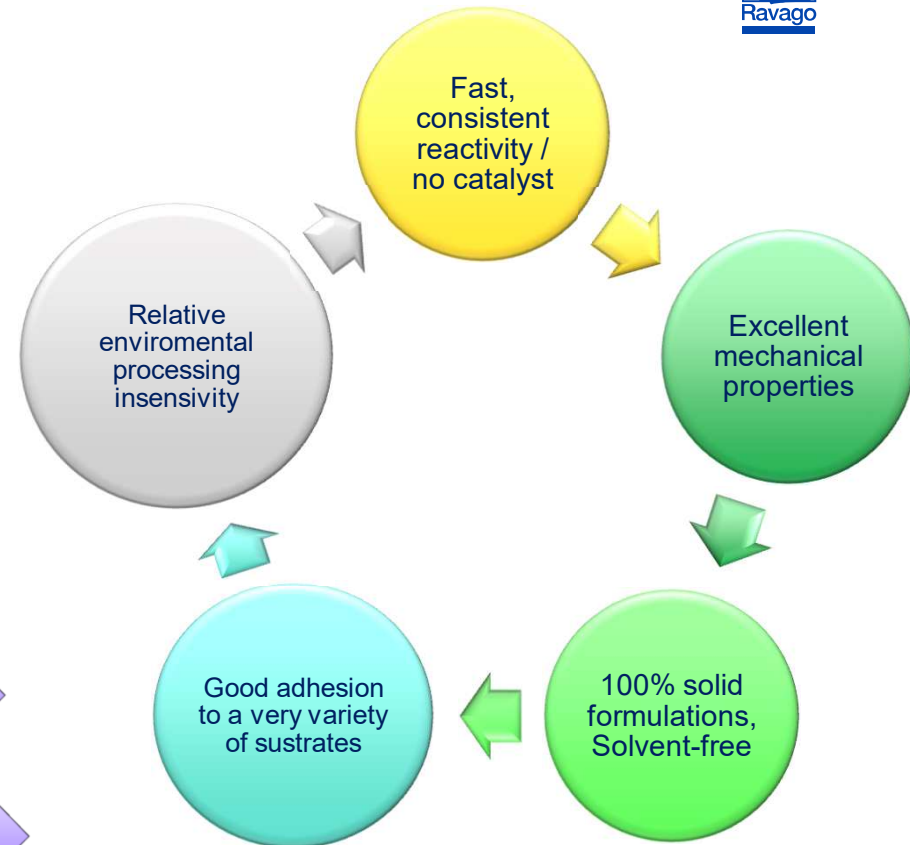 Ravago
Fast,
consistent
reactivity /
no catalyst
Excellent
mechanical
properties
100% solid
formulations,
Solvent-free
Good adhesion
to a very variety
of sustrates
Relative
enviromental
processing
insensivity